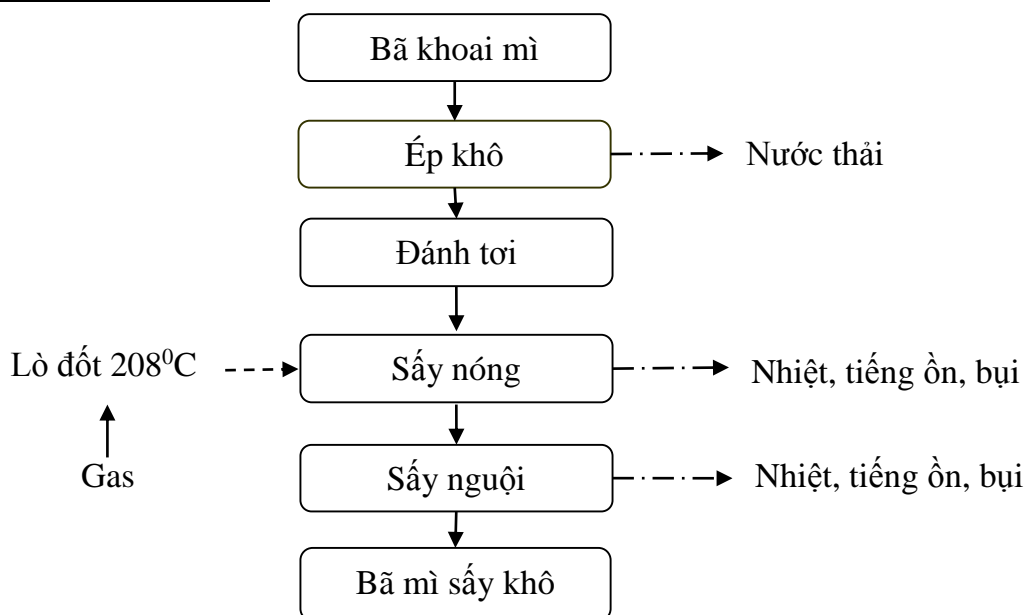 Bã khoai mì
Ép khô
Nước thải
Đánh tơi
Lò đốt 208⁰C
Sấy nóng
Nhiệt, tiếng ồn, bụi
Gas
Sấy nguội
Nhiệt, tiếng ồn, bụi
Bã mì sấy khô